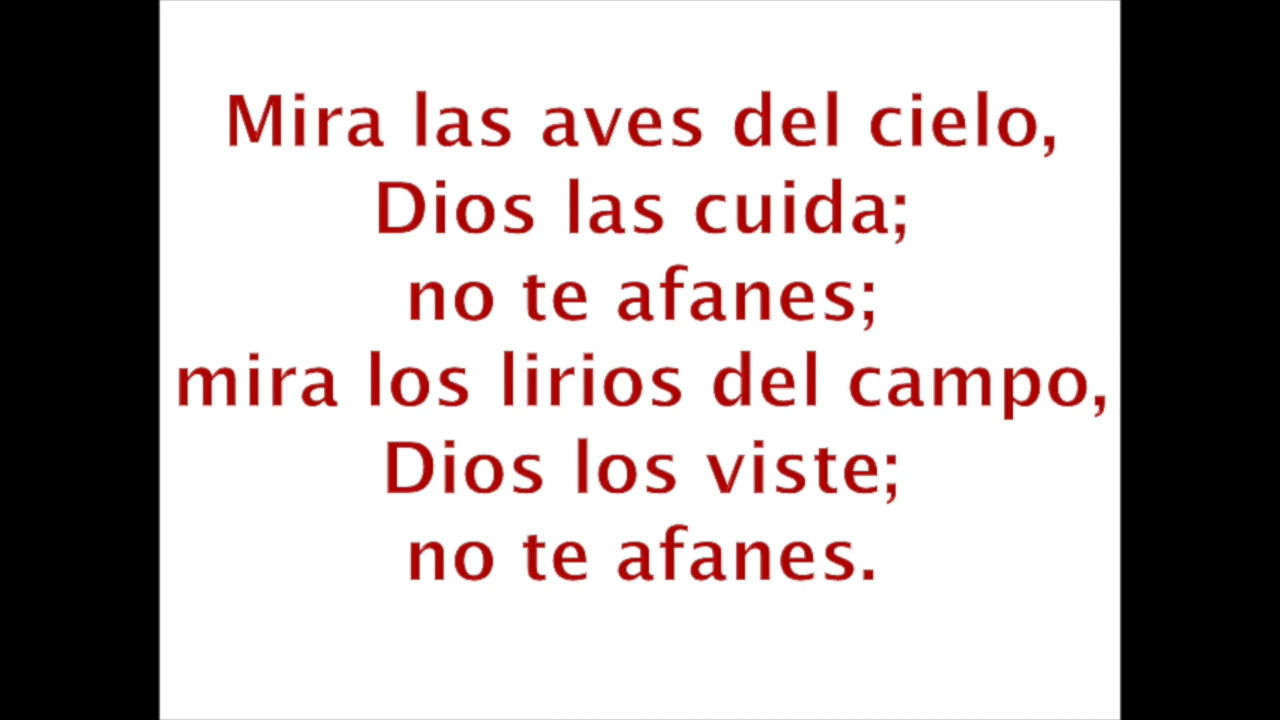 Mira las aves del cielo,
Dios las cuida;
no te afanes;
mira los lirios del campo,
Dios los viste;
no te afanes.